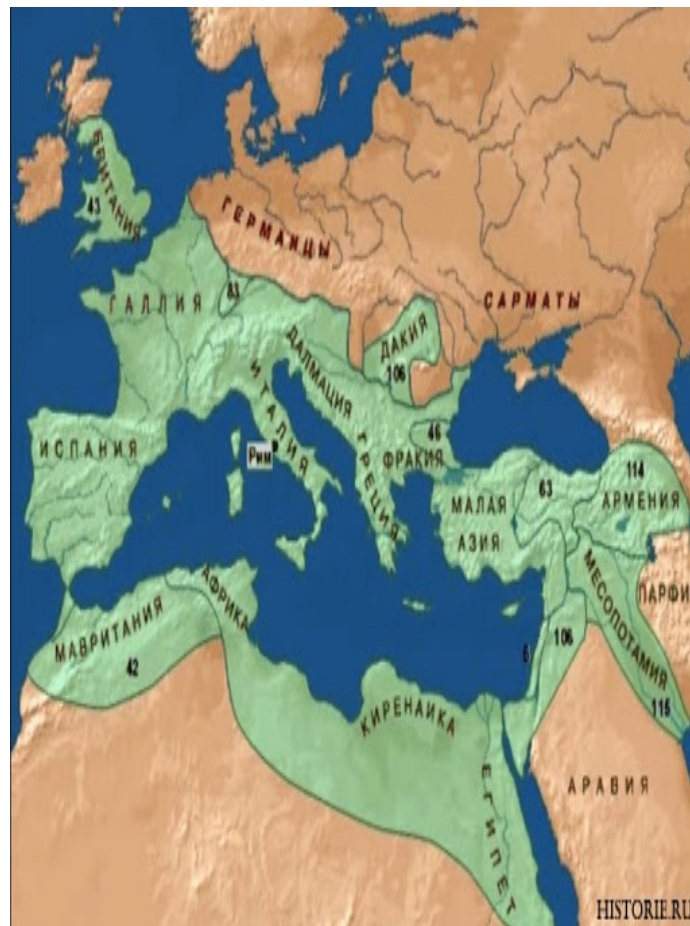 БРИТАНИЯ
43
ГЕРМАНЦЫ
ГАЛЛИЯ
83
САРМАТЫ
ДАКИЯ
106
ДАЛМАЦИЯ
ИТАЛИЯ
Рим
ГРЕЦИЯ
46
ФРАКИЯ
ИСПАНИЯ
МАЛАЯ
АЗИЯ
63
114
АРМЕНИЯ
ПАРФИ
МЕСОПОТАМИЯ
115
106
6
АФРИКА
МАВРИТАНИЯ
42
КИРЕНАИКА
ЕГИПЕТ
АРАВИЯ
HISTORIE.RU